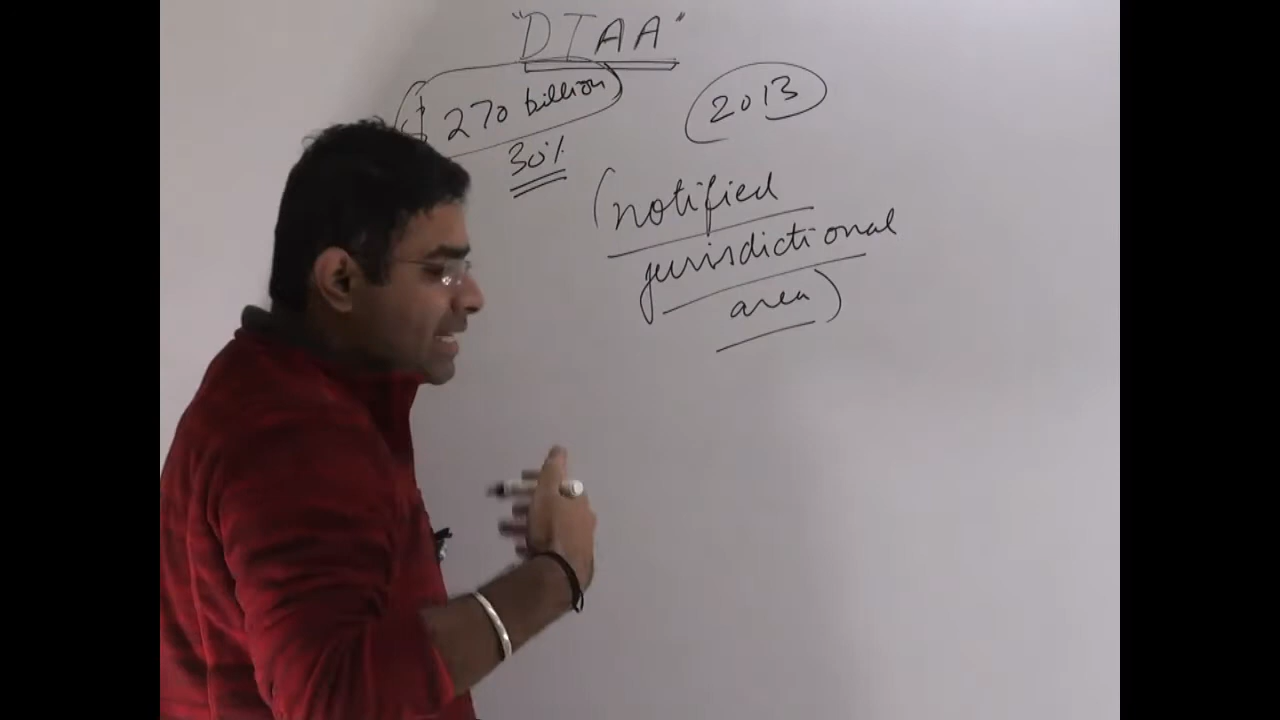 "DTAA"
$ 270 billion
30%
2013
(notified
jurisdictional
area)